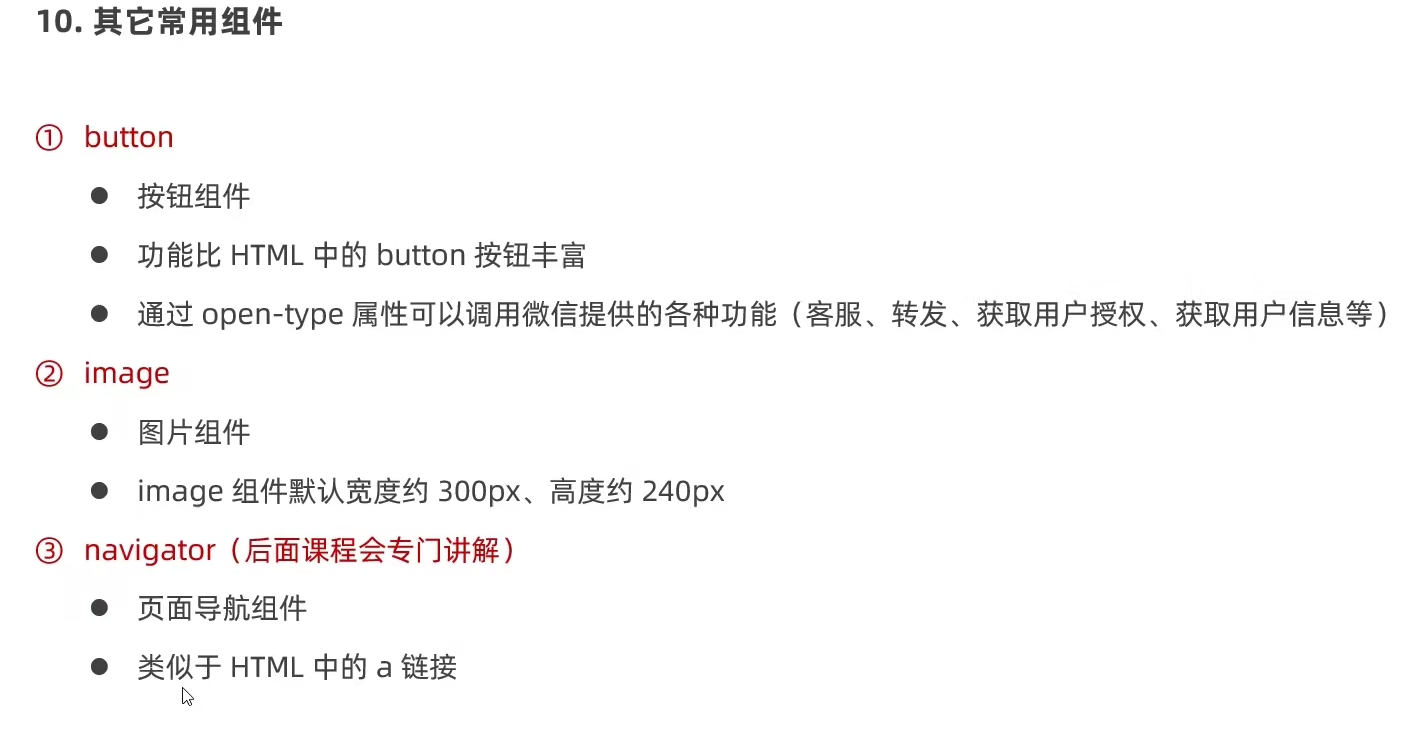 10. 其它常用组件
① button
● 按钮组件
● 功能比 HTML 中的 button 按钮丰富
● 通过 open-type 属性可以调用微信提供的各种功能（客服、转发、获取用户授权、获取用户信息等）
② image
● 图片组件
● image 组件默认宽度约 300px、高度约 240px
③ navigator（后面课程会专门讲解）
● 页面导航组件
● 类似于 HTML 中的 a 链接